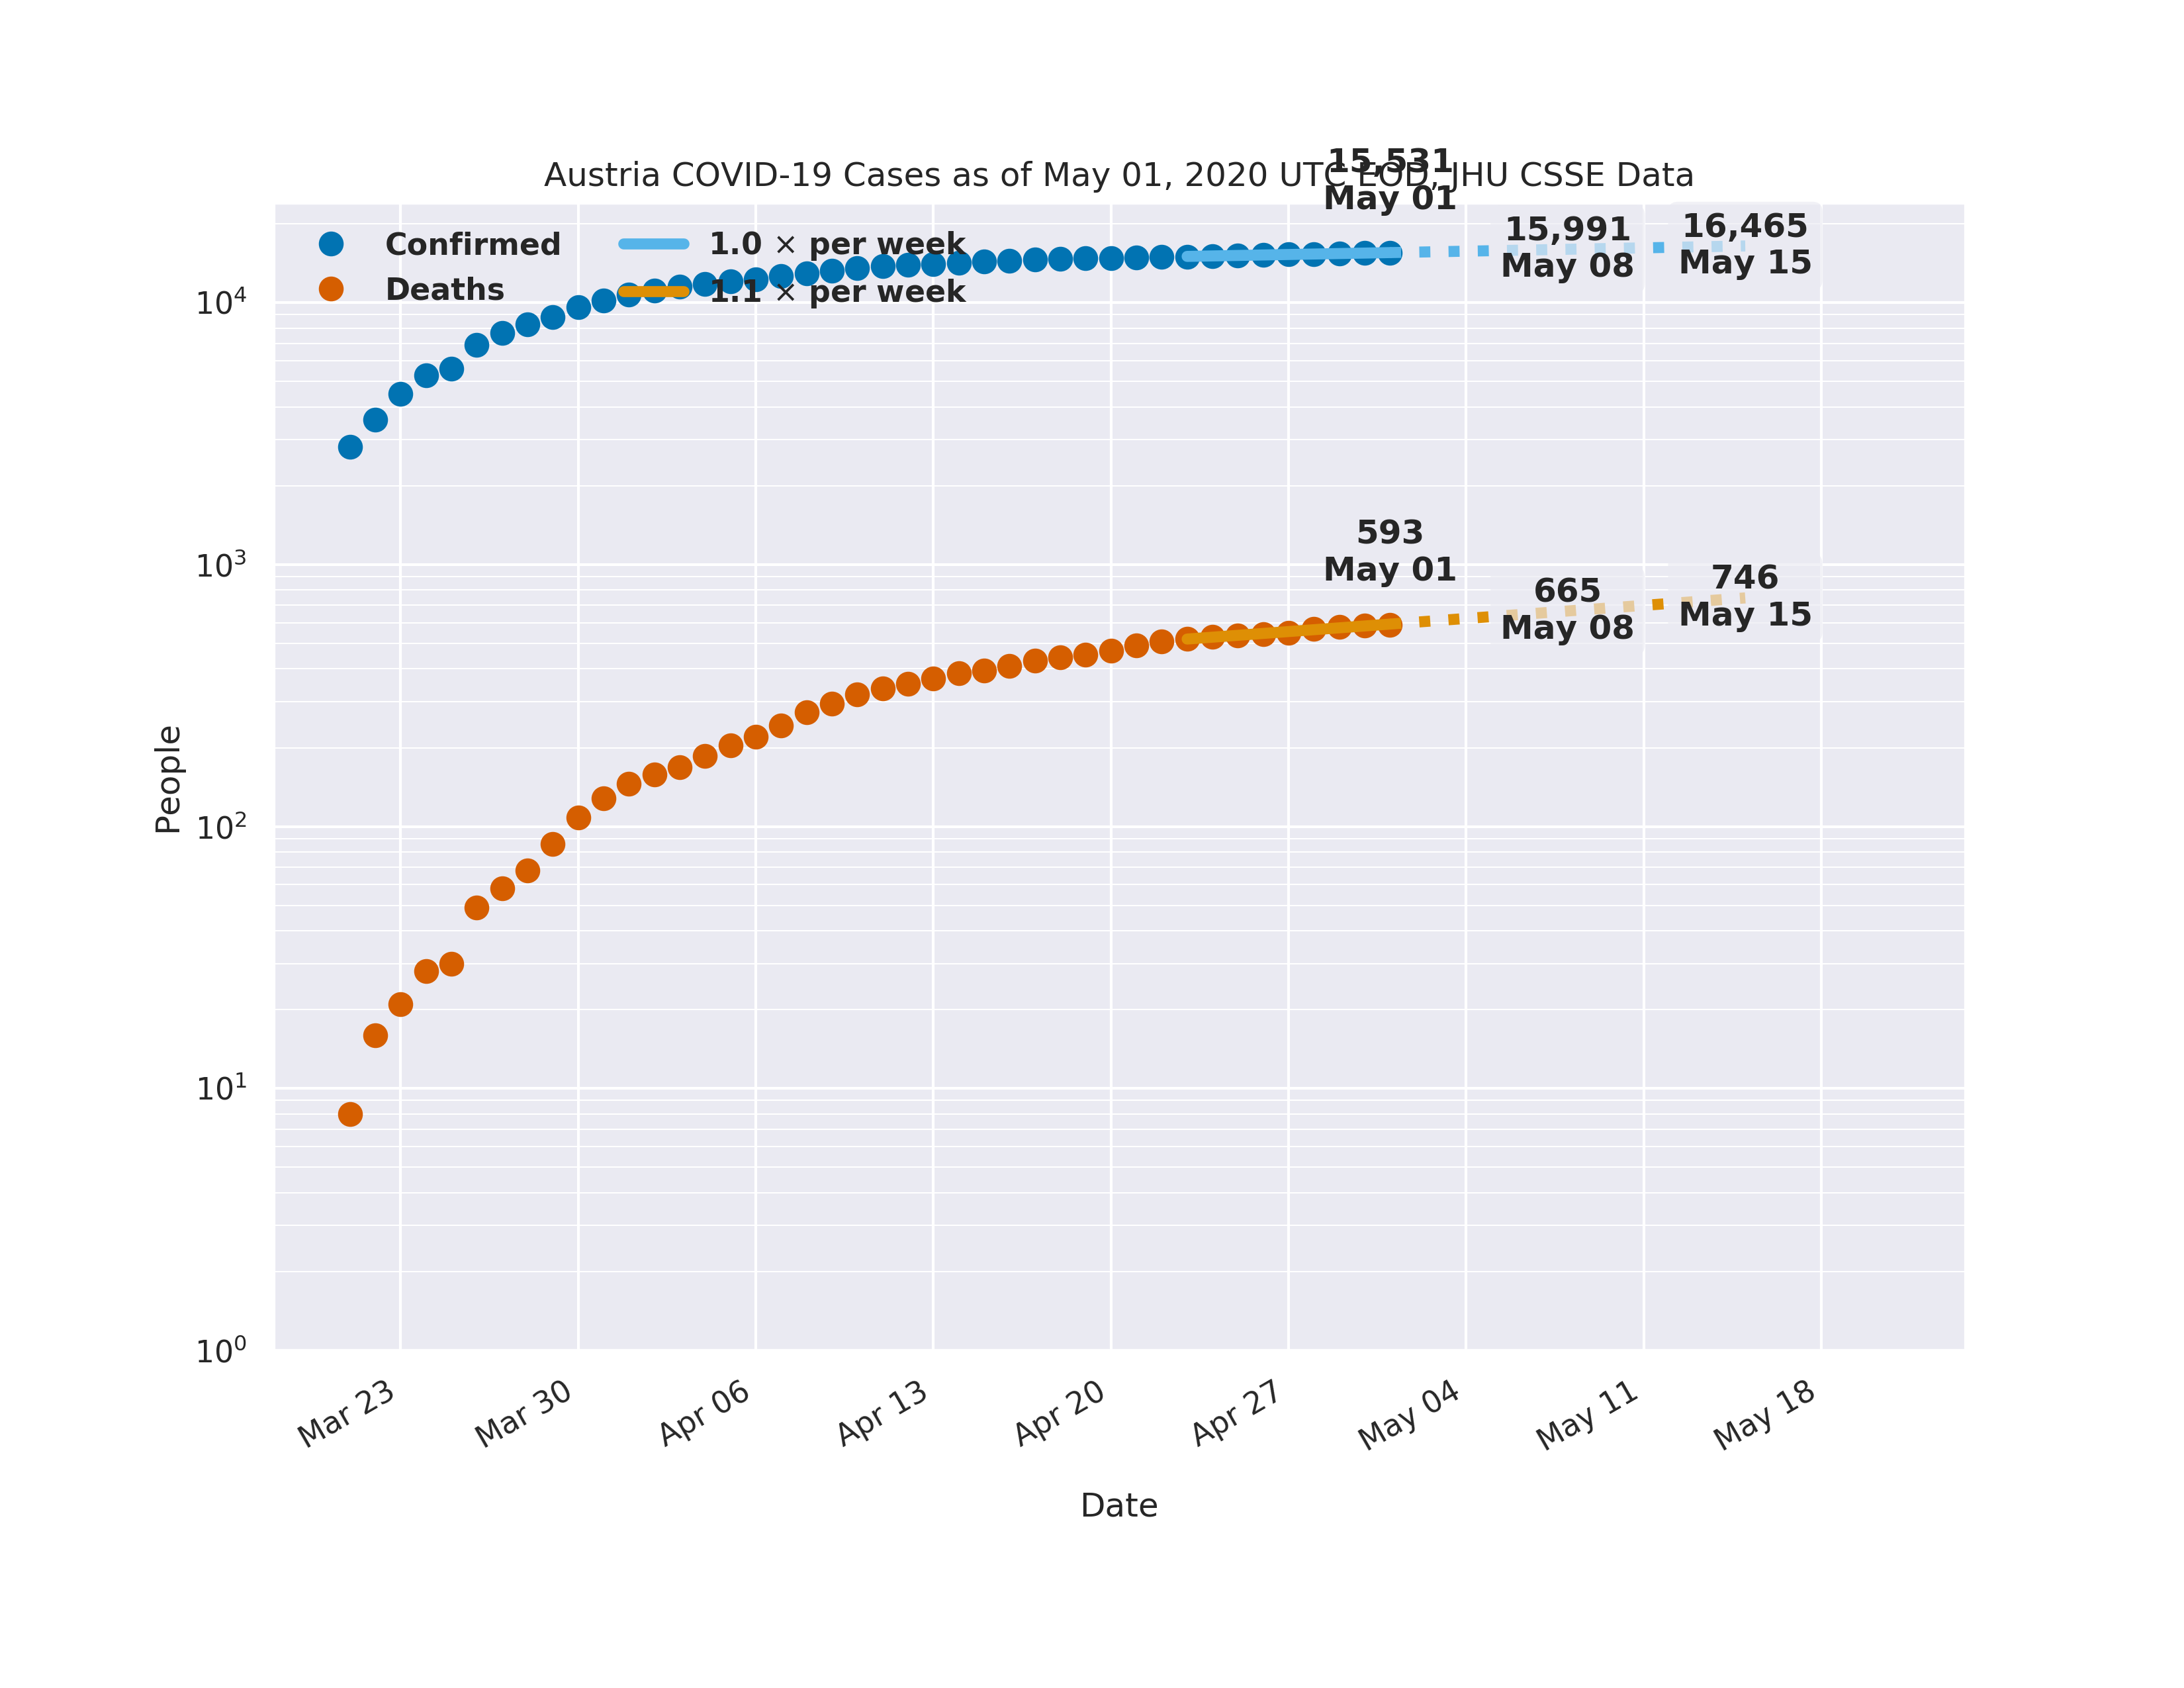 Austria COVID-19 Cases as of May 01, 2020 UTC EOD, JHU CSSE Data
15,531
May 01
15,991
May 08
16,465
May 15
Confirmed
Deaths
1.0 × per week
1.1 × per week
593
May 01
665
May 08
746
May 15
People
10⁴
10³
10²
10¹
10⁰
Mar 23
Mar 30
Apr 06
Apr 13
Apr 20
Apr 27
May 04
May 11
May 18
Date